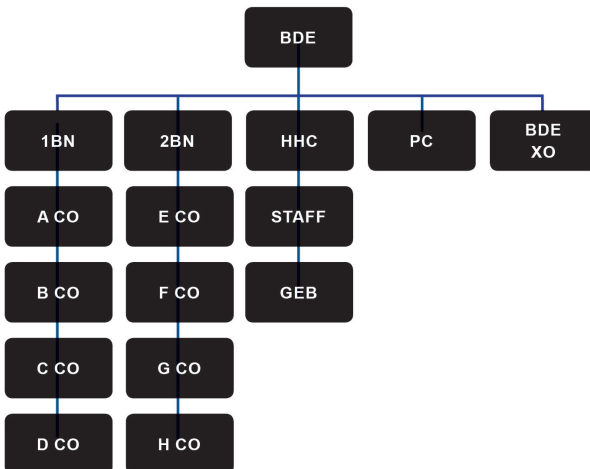 BDE
1BN
2BN
HHC
PC
BDE
XO
A CO
E CO
STAFF
B CO
F CO
GEB
C CO
G CO
D CO
H CO